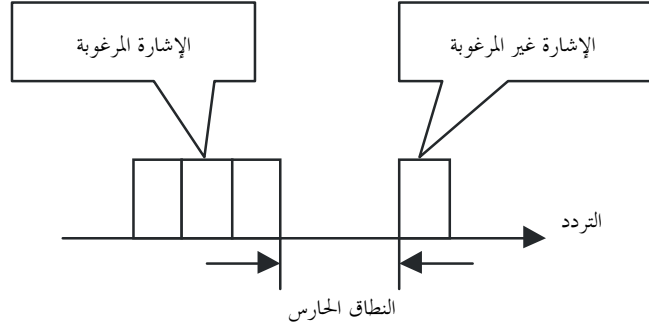 الإشارة غير المرغوبة
الإشارة المرغوبة
التردد
النطاق الحارس